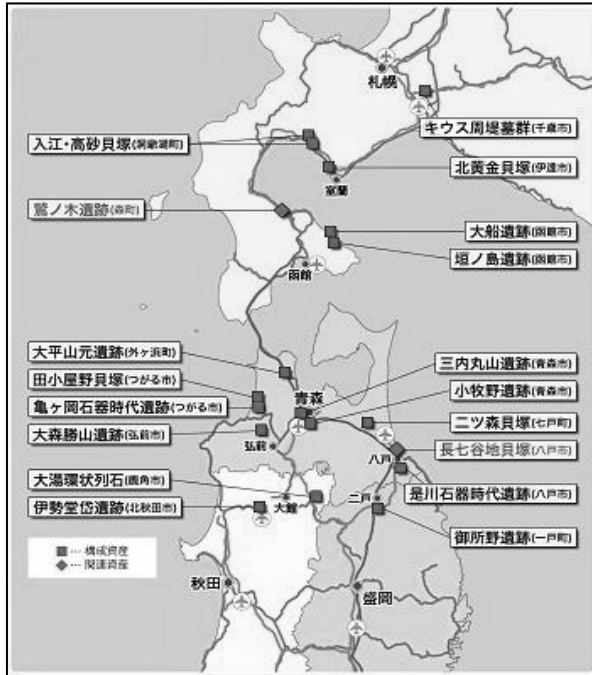 札幌
キウス周堤墓群(千歳市)
入江・高砂貝塚(洞爺湖町)
北黄金貝塚(伊達市)
室蘭
鷲ノ木遺跡(森町)
大船遺跡(函館市)
垣ノ島遺跡(函館市)
函館
大平山元遺跡(外ヶ浜町)
三内丸山遺跡(青森市)
田小屋野貝塚(つがる市)
青森
小牧野遺跡(青森市)
亀ヶ岡石器時代遺跡(つがる市)
二ツ森貝塚(七戸町)
大森勝山遺跡(弘前市)
弘前
八戸
長七谷地貝塚(八戸市)
大湯環状列石(鹿角市)
是川石器時代遺跡(八戸市)
伊勢堂岱遺跡(北秋田市)
大館
二戸
御所野遺跡(一戸町)
■… 構成資産
◆… 関連資産
秋田
盛岡